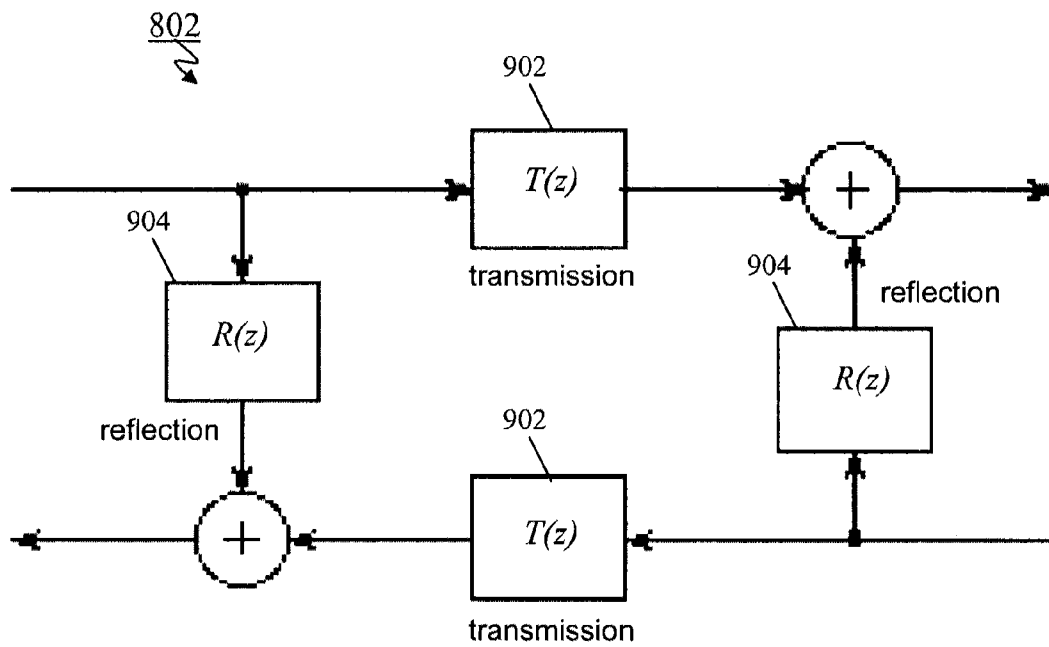 802
902
T(z)
+
transmission
904
R(z)
reflection
904
reflection
R(z)
902
T(z)
+
transmission